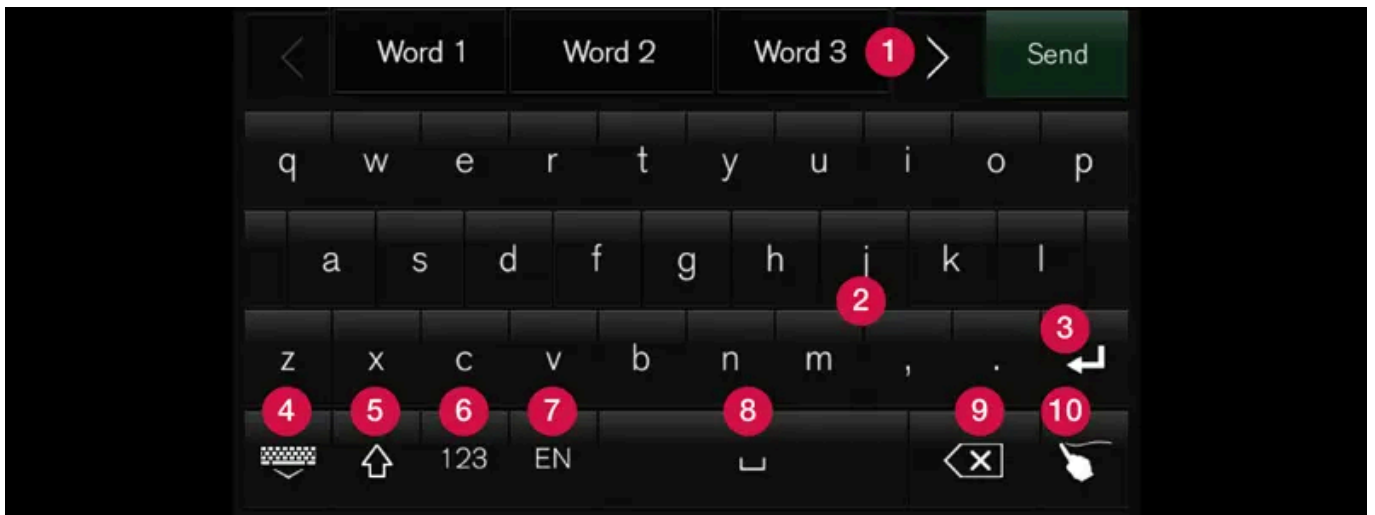 Word 1 Word 2 Word 3 1 Send
q w e r t y u i o p
a s d f g h j k l
2
3
z x c v b n m , .
4 5 6 7 8 9 10
123 EN